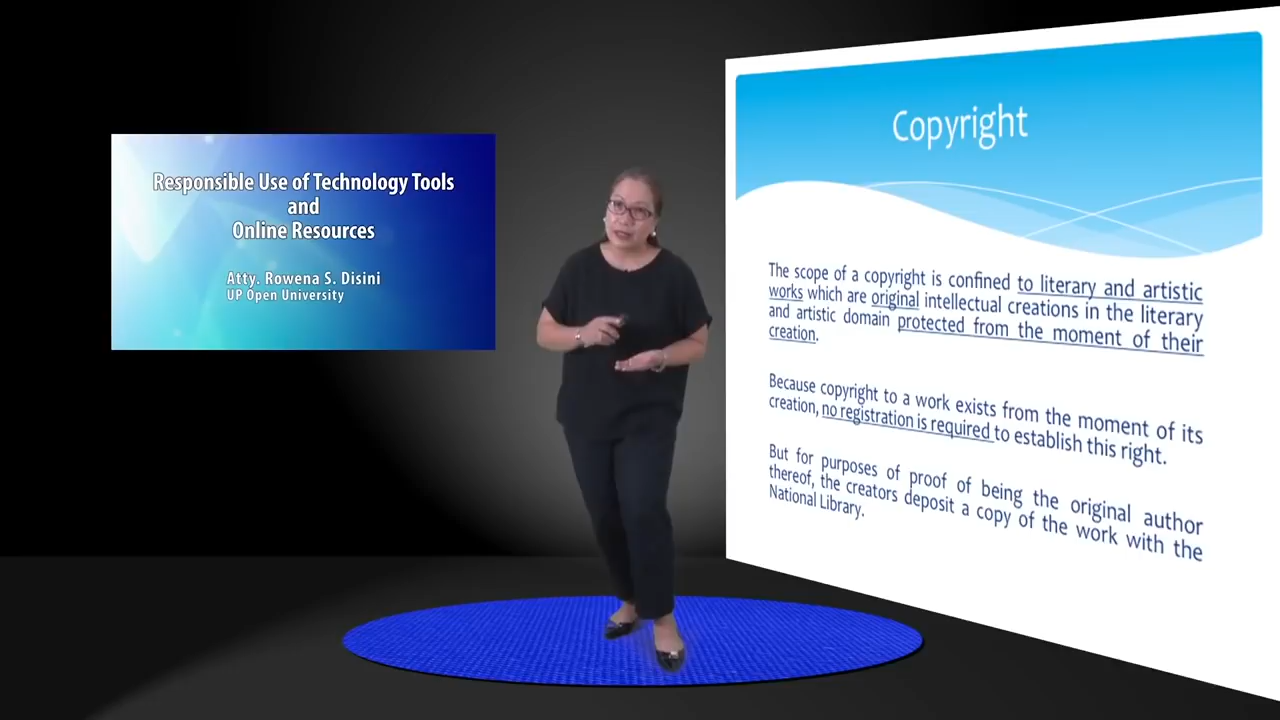 Responsible Use of Technology Tools
and
Online Resources
Atty. Rowena S. Disini
UP Open University
Copyright
The scope of a copyright is confined to literary and artistic
works which are original intellectual creations in the literary
and artistic domain protected from the moment of their
creation.
Because copyright to a work exists from the moment of its
creation, no registration is required to establish this right.
But for purposes of proof of being the original author
thereof, the creators deposit a copy of the work with the
National Library.